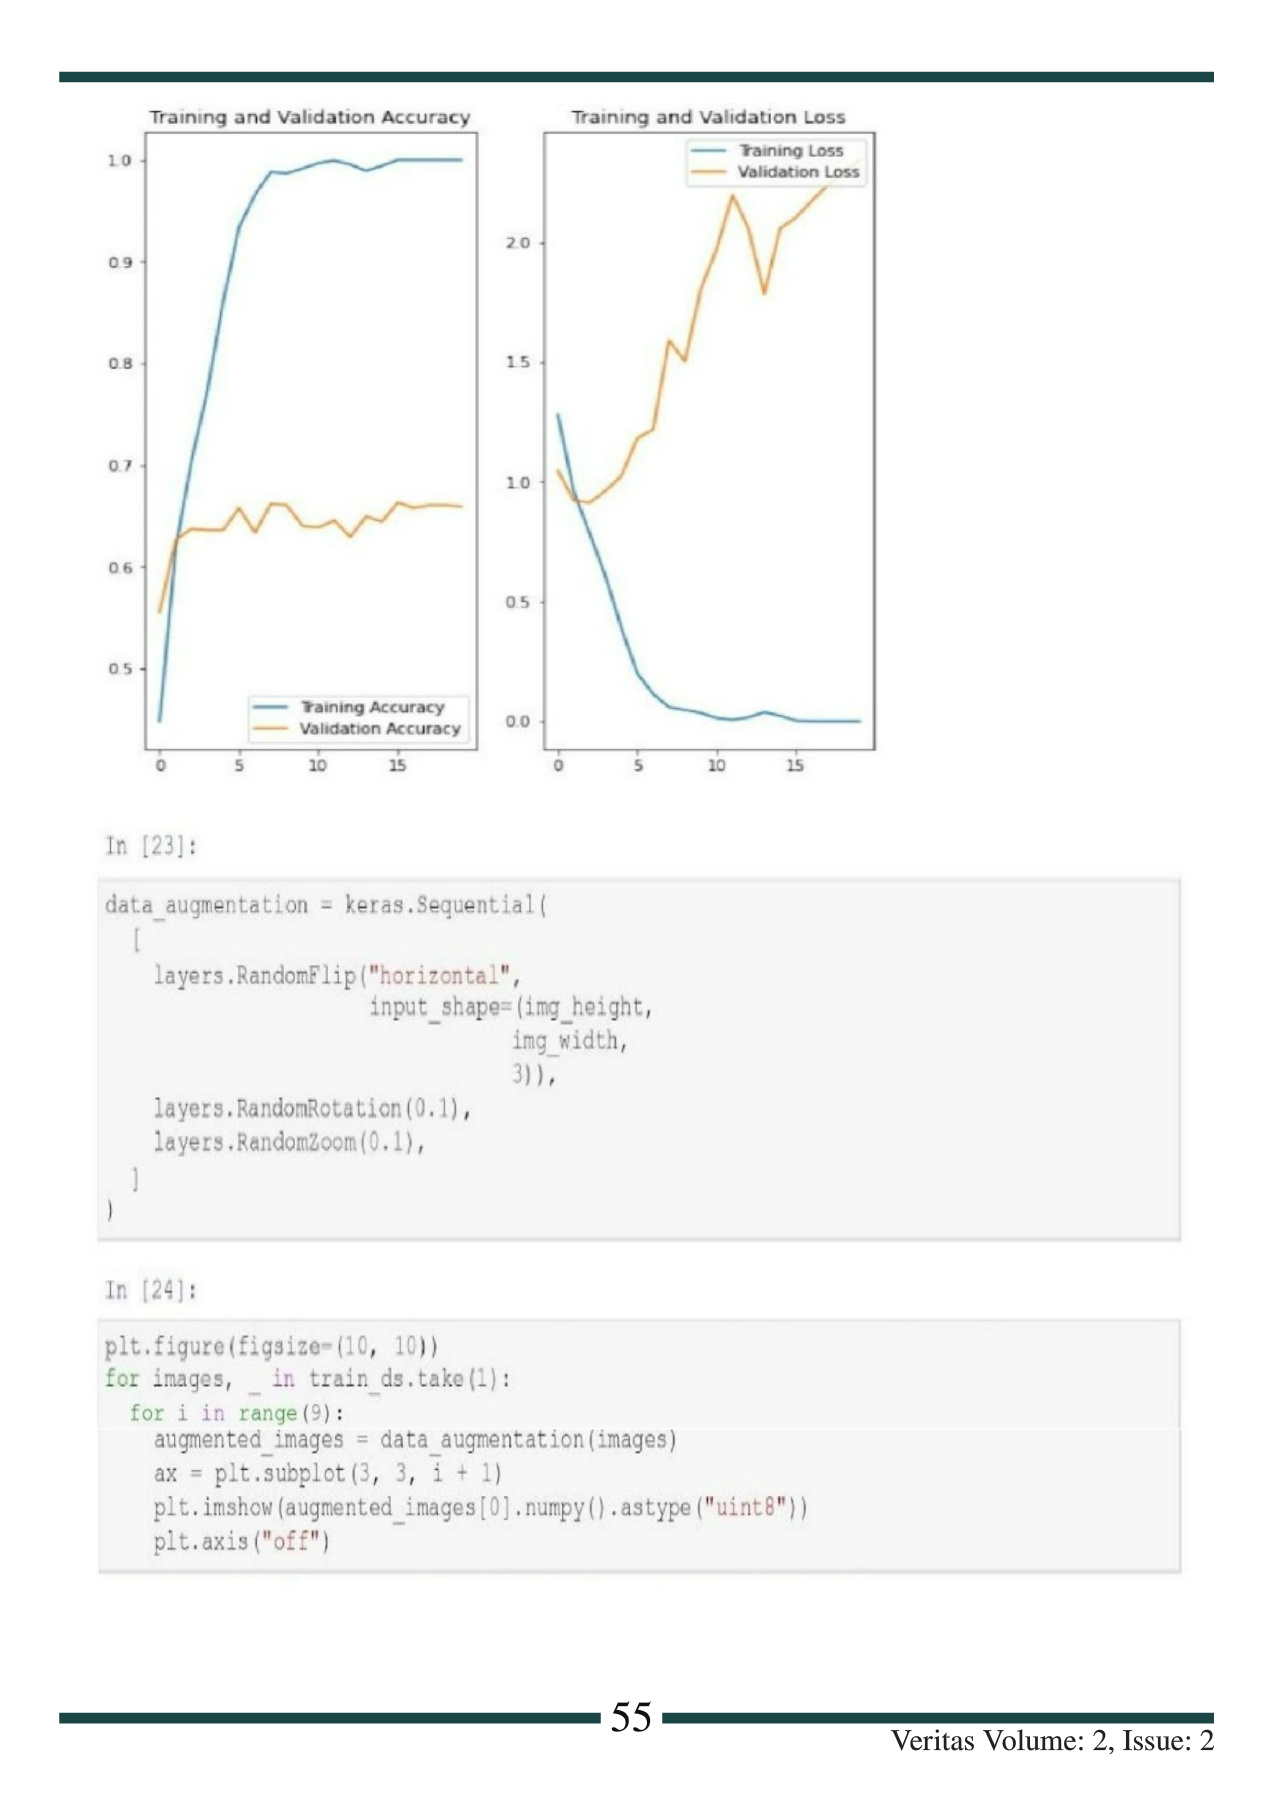 Training and Validation Accuracy
1.0
0.9
0.8
0.7
0.6
0.5
Training Accuracy
Validation Accuracy
0 5 10 15
Training and Validation Loss
Training Loss
Validation Loss
2.0
1.5
1.0
0.5
0.0
0 5 10 15
In [23]:
data_augmentation = keras.Sequential(
[
layers.RandomFlip("horizontal",
input_shape=(img_height,
img_width,
3)),
layers.RandomRotation(0.1),
layers.RandomZoom(0.1),
]
)
In [24]:
plt.figure(figsize=(10, 10))
for images, _ in train_ds.take(1):
for i in range(9):
augmented_images = data_augmentation(images)
ax = plt.subplot(3, 3, i + 1)
plt.imshow(augmented_images[0].numpy().astype("uint8"))
plt.axis("off")
55
Veritas Volume: 2, Issue: 2